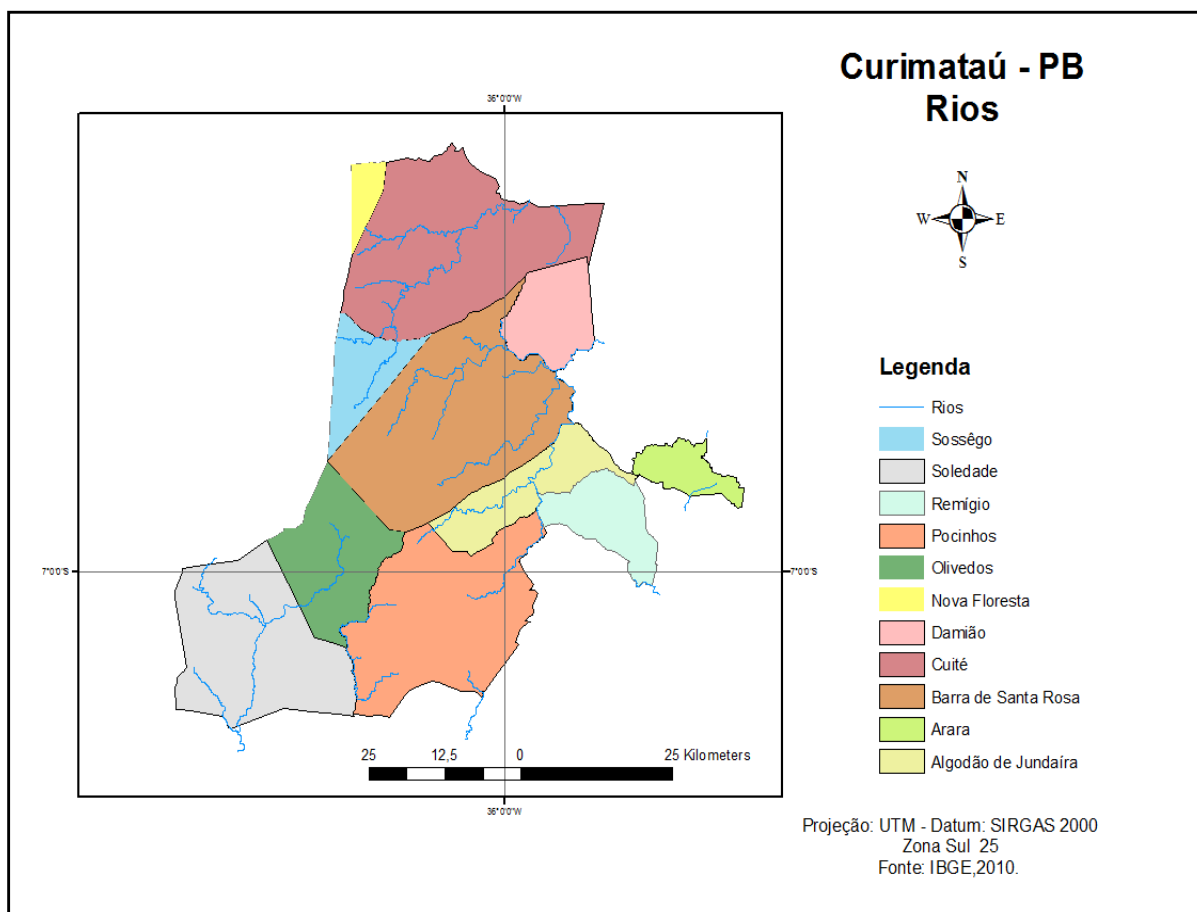 Curimataú - PB
Rios
36°0'0"W
N
W
E
S
7°0'0"S
7°0'0"S
Legenda
Rios
Sossêgo
Soledade
Remígio
Pocinhos
Olivedos
Nova Floresta
Damião
Cuité
Barra de Santa Rosa
Arara
Algodão de Jundaíra
25 12,5 0 25 Kilometers
36°0'0"W
Projeção: UTM - Datum: SIRGAS 2000
Zona Sul 25
Fonte: IBGE,2010.